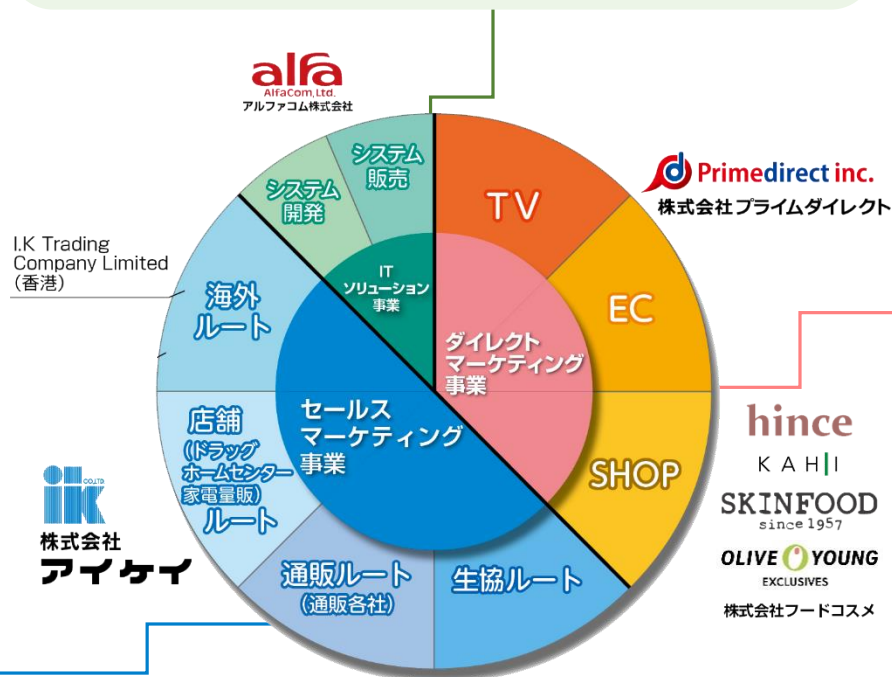 alfa
AlfaCom,Ltd.
アルファコム株式会社
システム
販売
システム
開発
TV
Primedirect inc.
株式会社プライムダイレクト
I.K Trading
Company Limited
(香港)
海外
ルート
IT
ソリューション
事業
EC
ダイレクト
マーケティング
事業
セールス
マーケティング
事業
店舗
(ドラッグ
ホームセンター
家電量販)
ルート
SHOP
hince
KAHI
SKINFOOD
since 1957
OLIVE YOUNG
EXCLUSIVES
株式会社フードコスメ
ik CO.,LTD
株式会社
アイケイ
通販ルート
(通販各社)
生協ルート